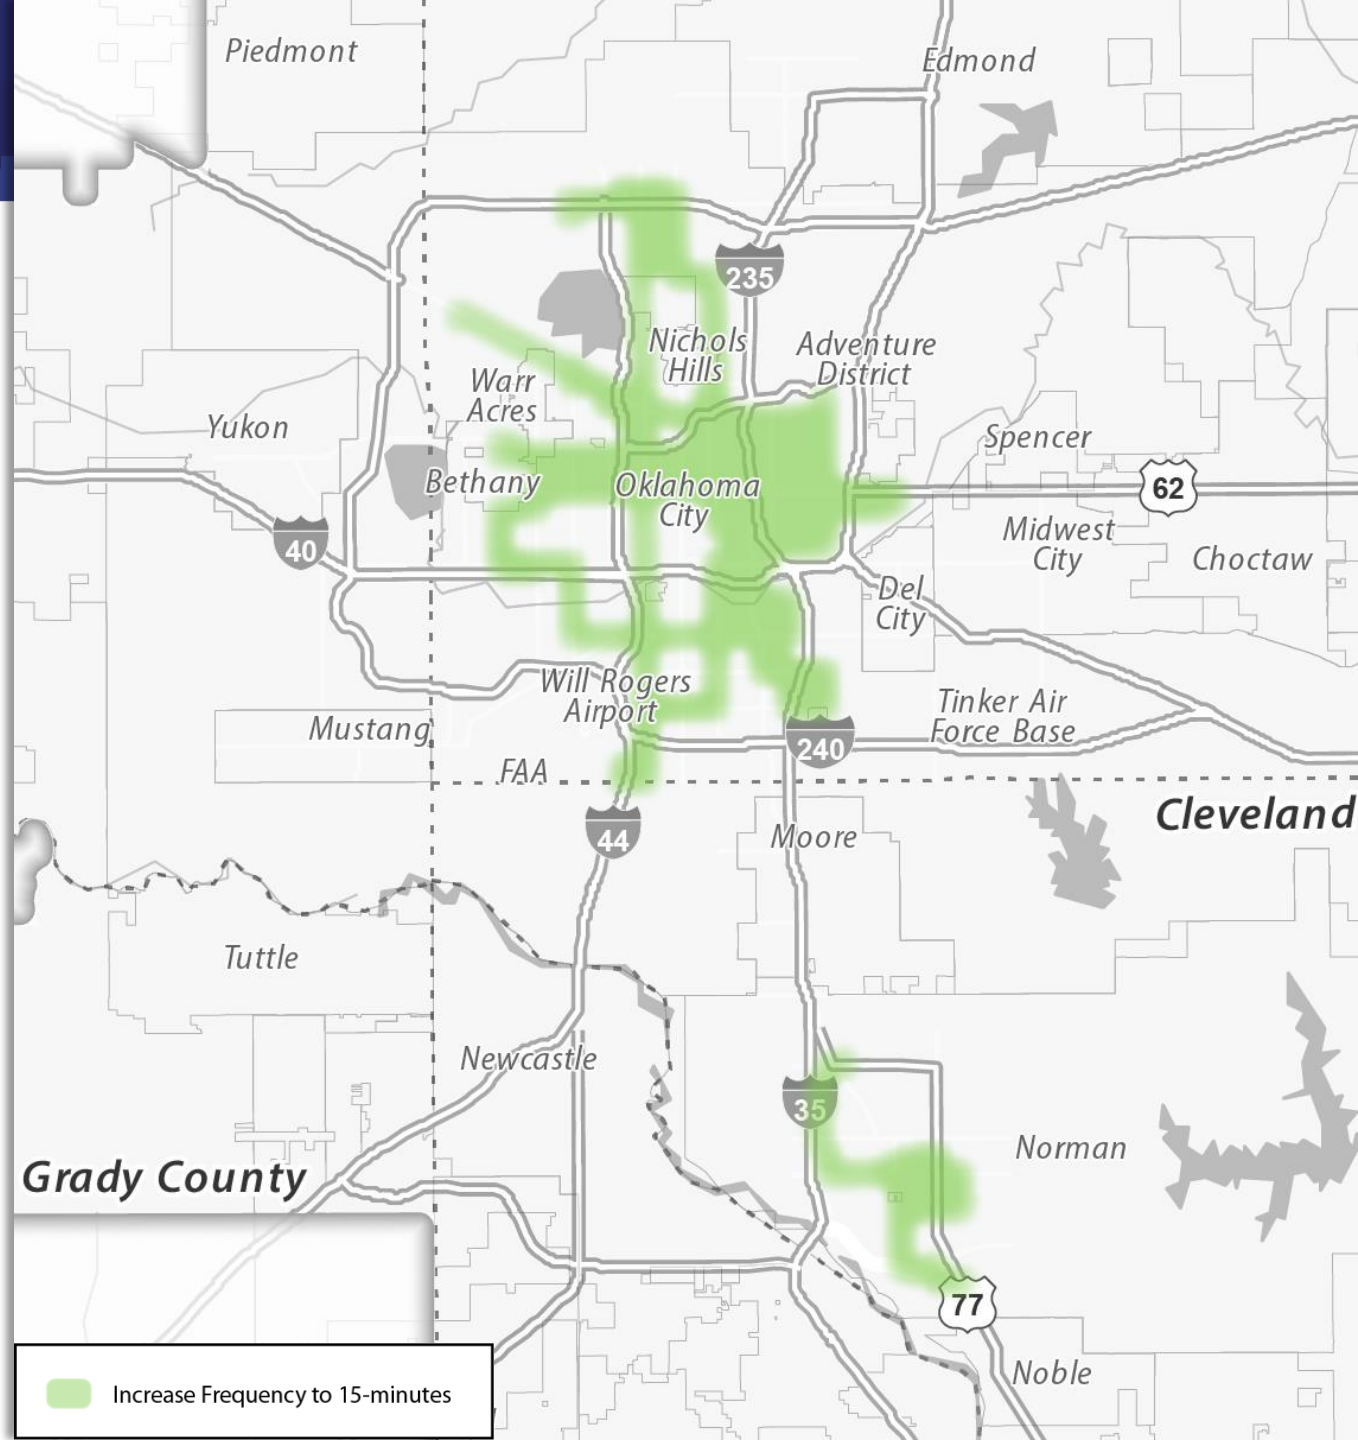 Piedmont
Edmond
235
Nichols
Hills
Adventure
District
Warr
Acres
Yukon
Spencer
Bethany
Oklahoma
City
62
40
Midwest
City
Choctaw
Del
City
Will Rogers
Airport
Tinker Air
Force Base
Mustang
240
FAA
Cleveland
44
Moore
Tuttle
Newcastle
35
Norman
Grady County
77
Noble
Increase Frequency to 15-minutes